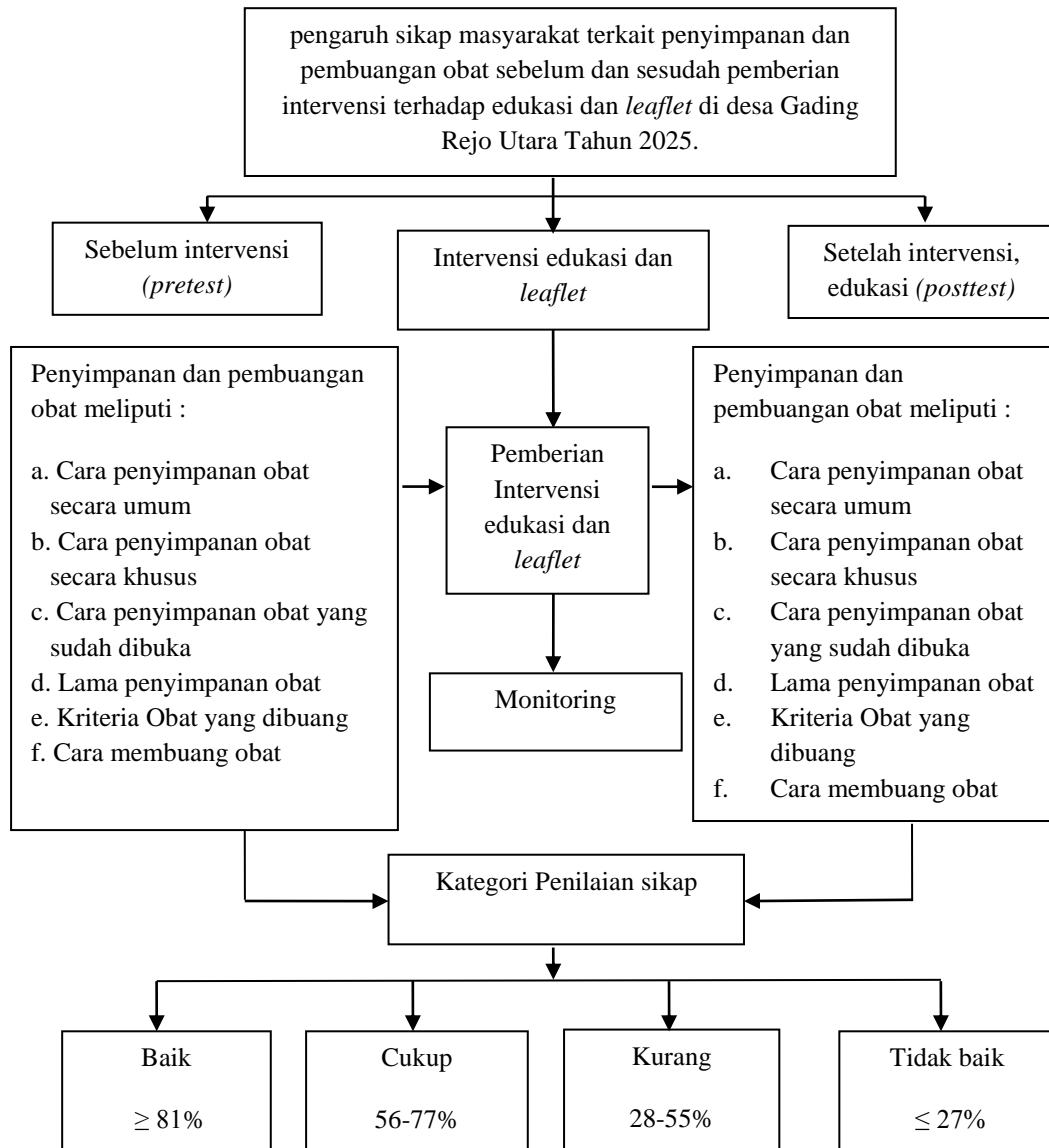 pengaruh sikap masyarakat terkait penyimpanan dan
pembuangan obat sebelum dan sesudah pemberian
intervensi terhadap edukasi dan leaflet di desa Gading
Rejo Utara Tahun 2025.
Sebelum intervensi
(pretest)
Intervensi edukasi dan
leaflet
Setelah intervensi,
edukasi (posttest)
Penyimpanan dan pembuangan
obat meliputi :
a. Cara penyimpanan obat
secara umum
b. Cara penyimpanan obat
secara khusus
c. Cara penyimpanan obat yang
sudah dibuka
d. Lama penyimpanan obat
e. Kriteria Obat yang dibuang
f. Cara membuang obat
Pemberian
Intervensi
edukasi dan
leaflet
Monitoring
Penyimpanan dan
pembuangan obat meliputi :
a. Cara penyimpanan obat
secara umum
b. Cara penyimpanan obat
secara khusus
c. Cara penyimpanan obat
yang sudah dibuka
d. Lama penyimpanan obat
e. Kriteria Obat yang
dibuang
f. Cara membuang obat
Kategori Penilaian sikap
Baik
≥ 81%
Cukup
56-77%
Kurang
28-55%
Tidak baik
≤ 27%